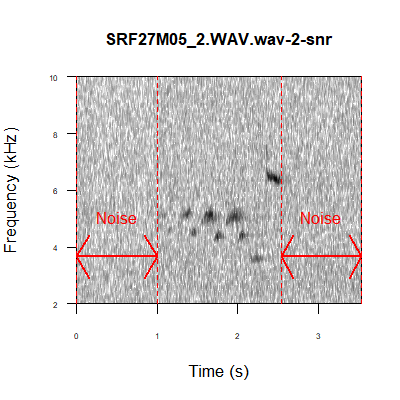 SRF27M05_2.WAV.wav-2-snr
Frequency (kHz)
10
8
6
4
2
Noise
Noise
0
1
2
3
Time (s)